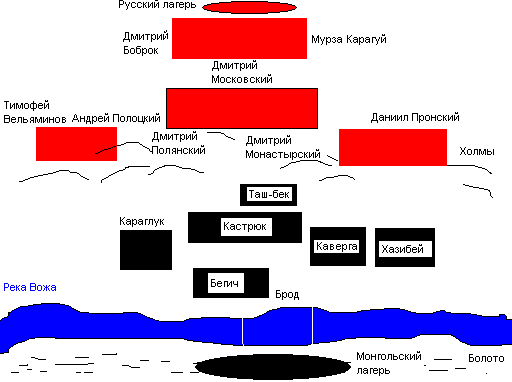 Русский лагерь
Дмитрий
Боброк
Мурза Карагуй
Дмитрий
Московский
Тимофей
Вельяминов
Андрей Полоцкий
Даниил Пронский
Дмитрий
Полянский
Дмитрий
Монастырский
Холмы
Таш-бек
Караглук
Кастрюк
Каверга
Хазибей
Бегич
Река Вожа
Брод
Монгольский
лагерь
Болото